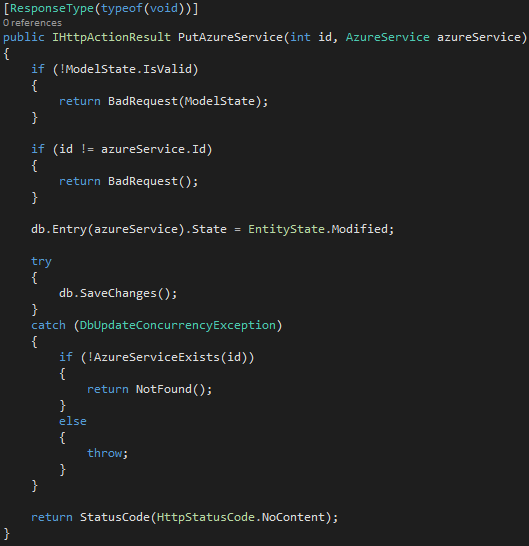 [ResponseType(typeof(void))]
0 references
public IHttpActionResult PutAzureService(int id, AzureService azureService)
{
    if (!ModelState.IsValid)
    {
        return BadRequest(ModelState);
    }

    if (id != azureService.Id)
    {
        return BadRequest();
    }

    db.Entry(azureService).State = EntityState.Modified;

    try
    {
        db.SaveChanges();
    }
    catch (DbUpdateConcurrencyException)
    {
        if (!AzureServiceExists(id))
        {
            return NotFound();
        }
        else
        {
            throw;
        }
    }

    return StatusCode(HttpStatusCode.NoContent);
}